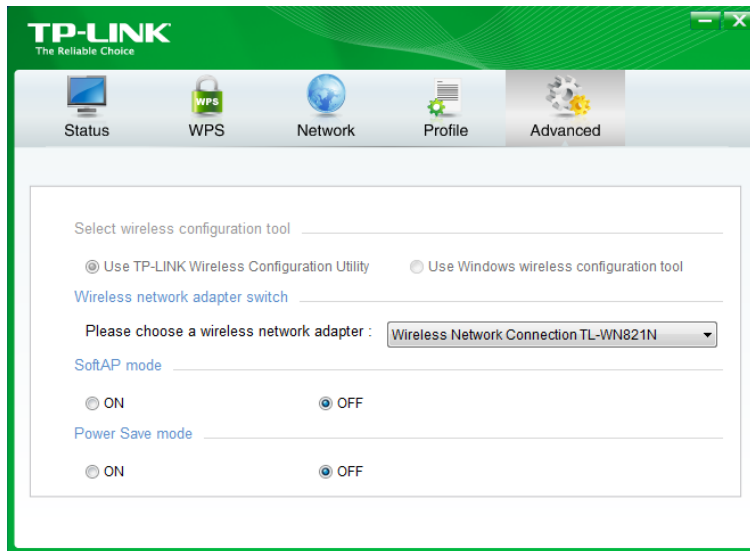 TP-LINK
The Reliable Choice
Status WPS Network Profile Advanced
WPS
Select wireless configuration tool
Use TP-LINK Wireless Configuration Utility Use Windows wireless configuration tool
Wireless network adapter switch
Please choose a wireless network adapter : Wireless Network Connection TL-WN821N
SoftAP mode
ON OFF
Power Save mode
ON OFF